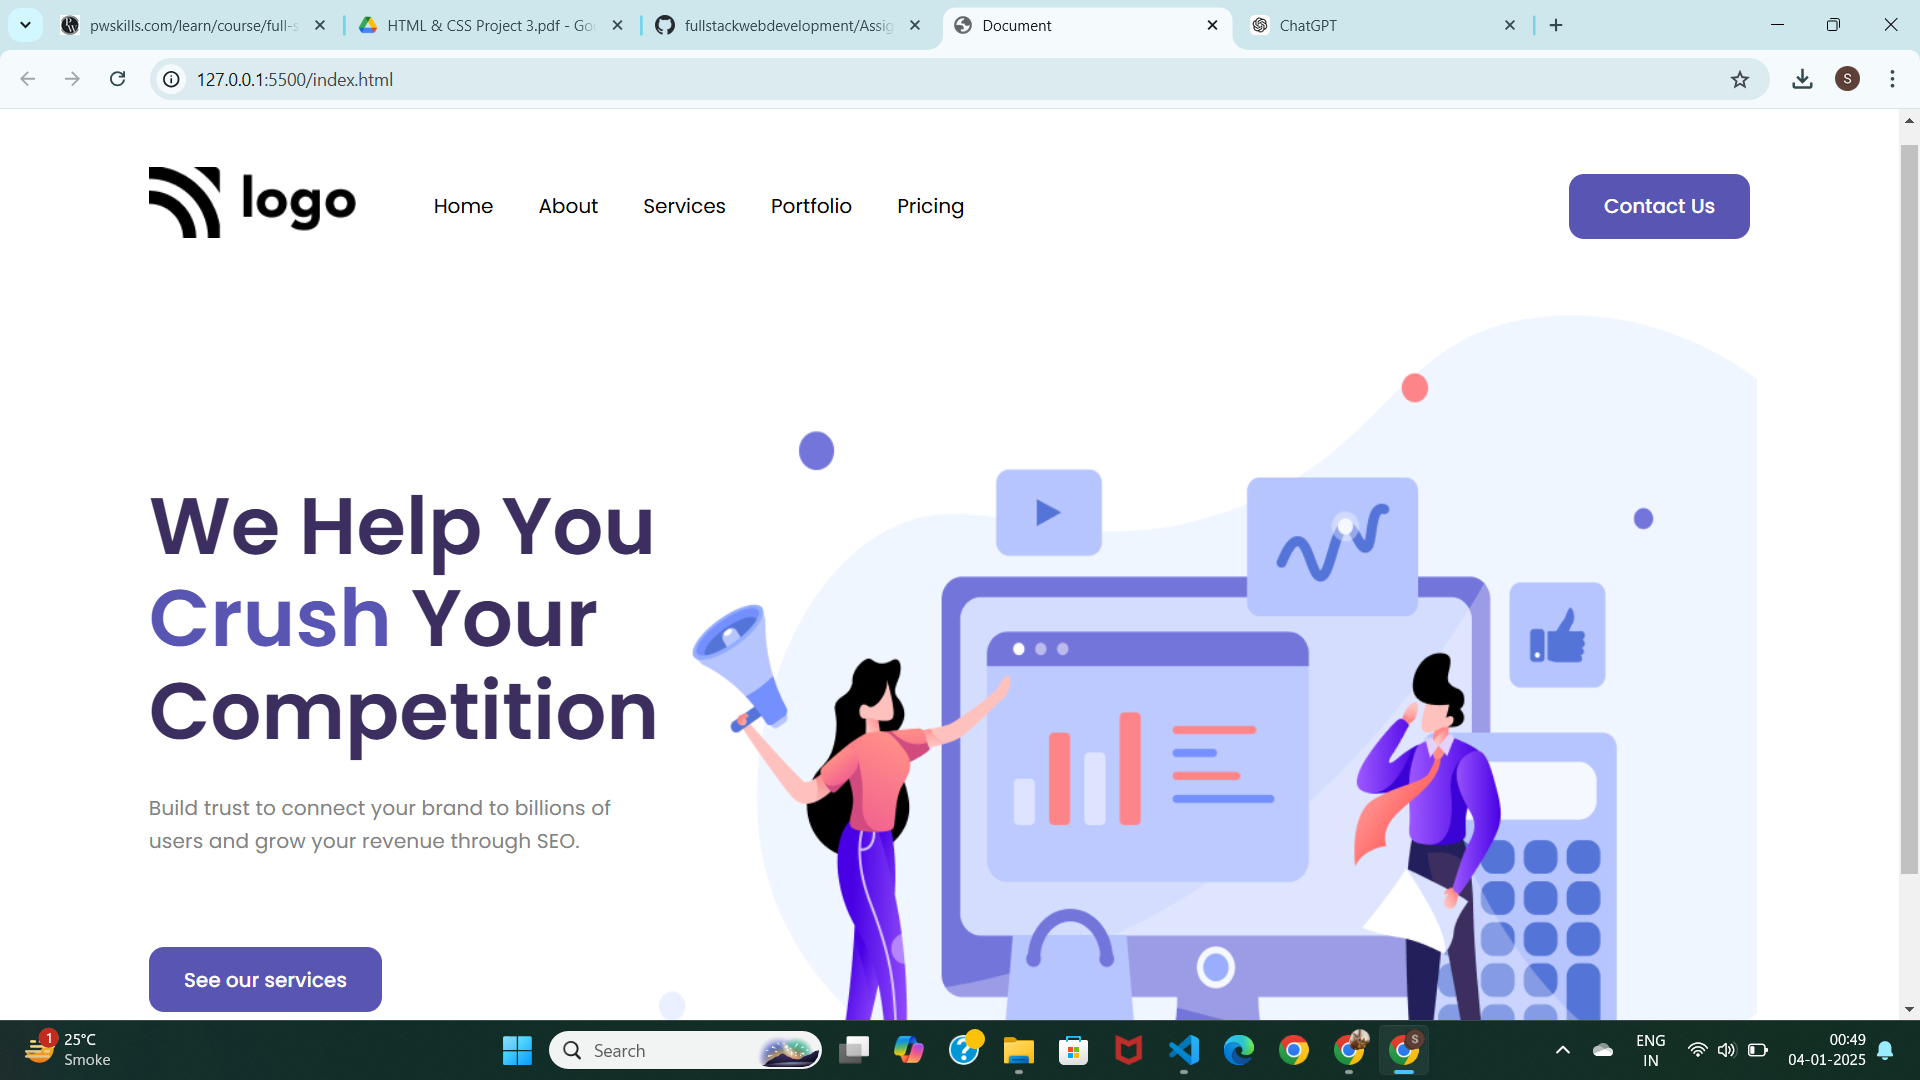 pwskills.com/learn/course/full-s
HTML & CSS Project 3.pdf - Goo
fullstackwebdevelopment/Assig
Document
ChatGPT
127.0.0.1:5500/index.html
S
logo
Home
About
Services
Portfolio
Pricing
Contact Us
We Help You
Crush Your
Competition
Build trust to connect your brand to billions of
users and grow your revenue through SEO.
See our services
1
25°C
Smoke
Search
S
ENG
IN
00:49
04-01-2025